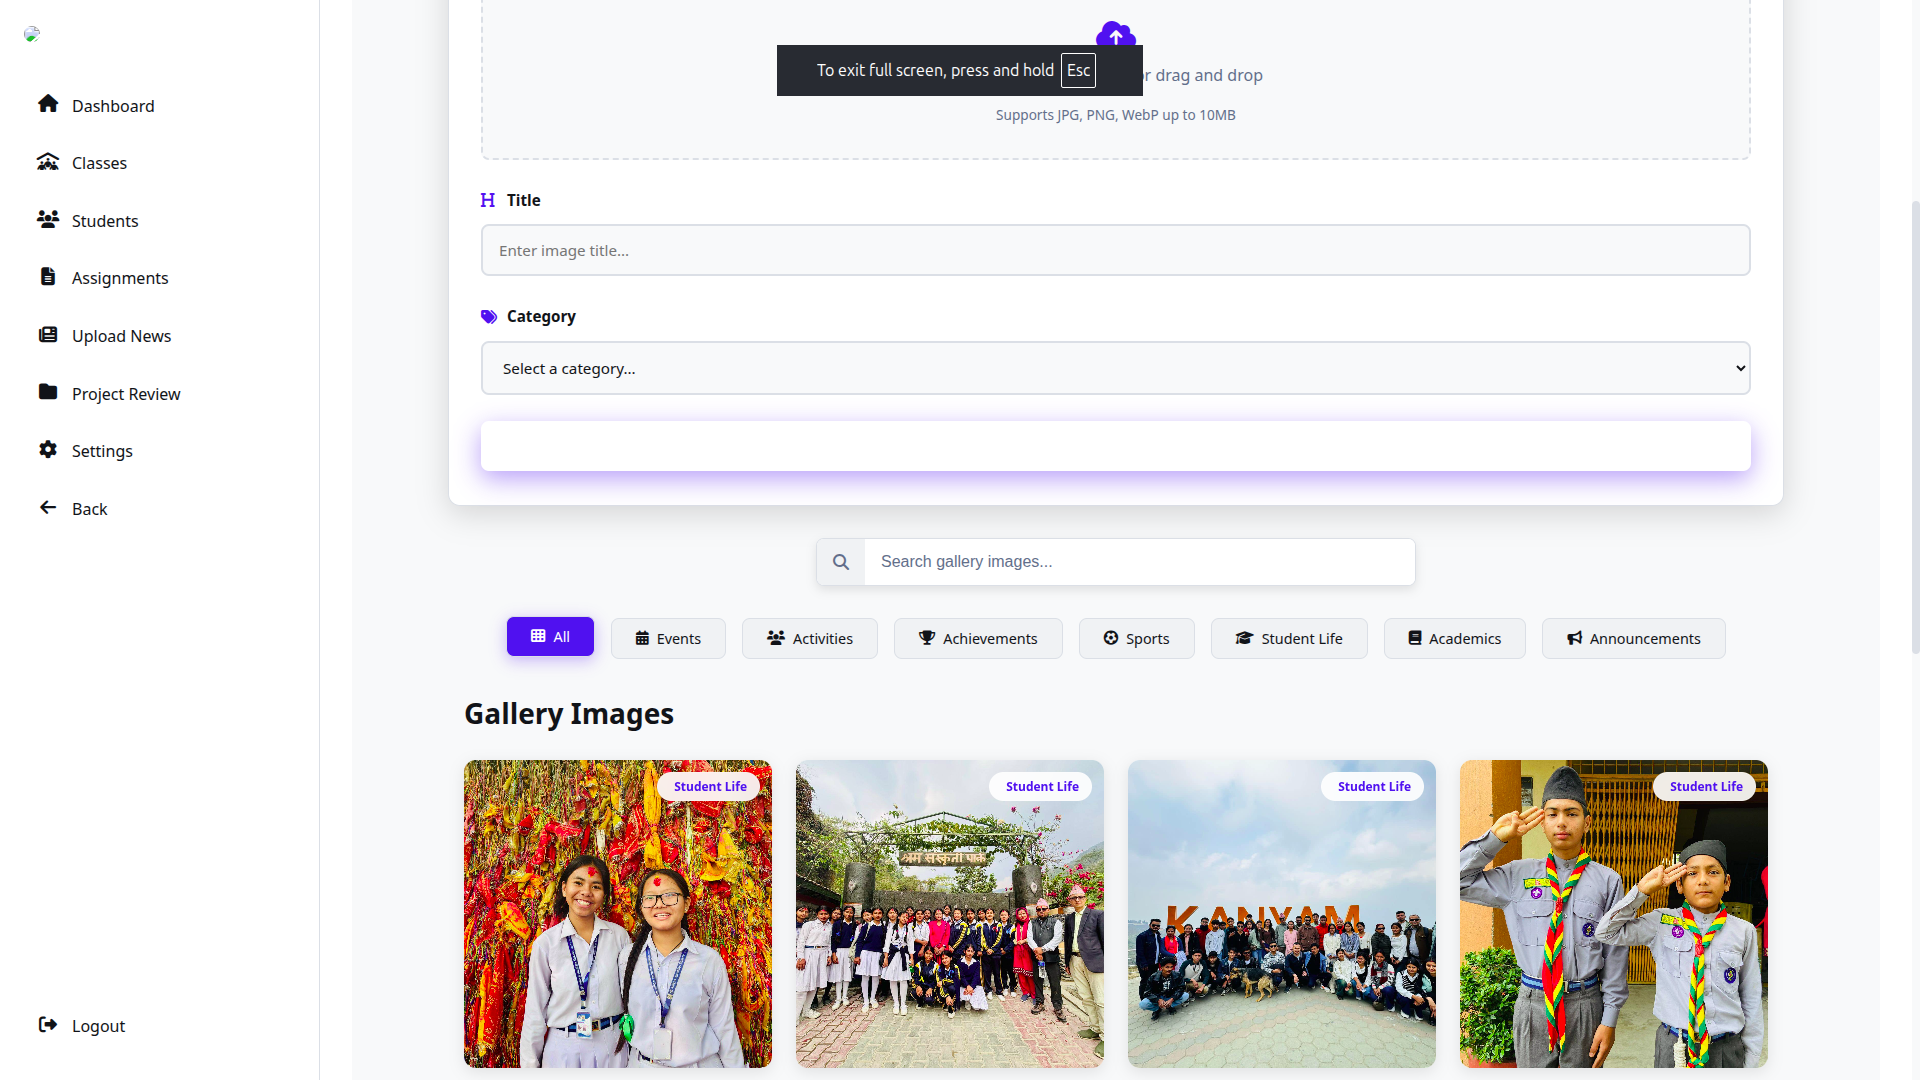 Dashboard
Classes
Students
Assignments
Upload News
Project Review
Settings
Back
Logout
To exit full screen, press and hold Esc
or drag and drop
Supports JPG, PNG, WebP up to 10MB
Title
Enter image title...
Category
Select a category...
Search gallery images...
All
Events
Activities
Achievements
Sports
Student Life
Academics
Announcements
Gallery Images
Student Life
Student Life
Student Life
Student Life
श्रम संस्कृती पार्क
KANYAM